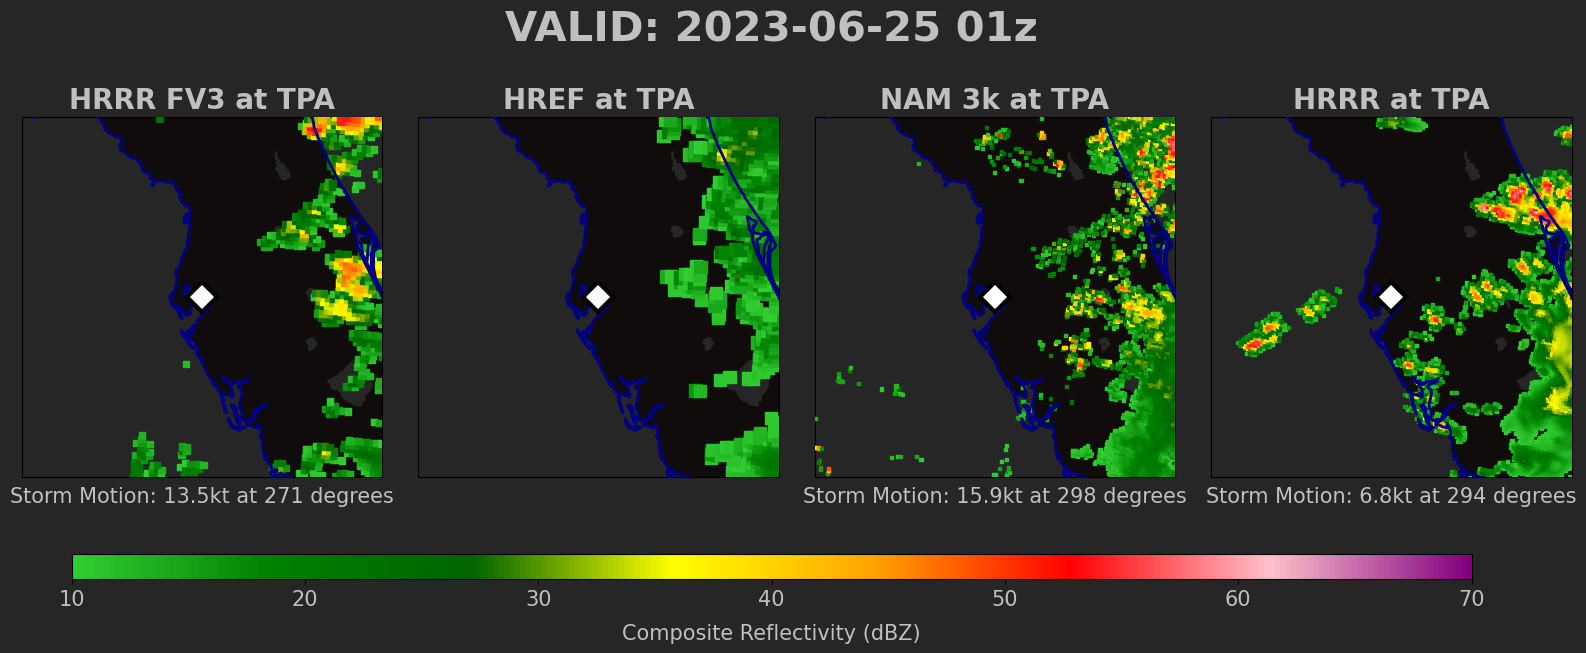 VALID: 2023-06-25 01z
HRRR FV3 at TPA
HREF at TPA
NAM 3k at TPA
HRRR at TPA
Storm Motion: 13.5kt at 271 degrees
Storm Motion: 15.9kt at 298 degrees
Storm Motion: 6.8kt at 294 degrees
10 20 30 40 50 60 70
Composite Reflectivity (dBZ)